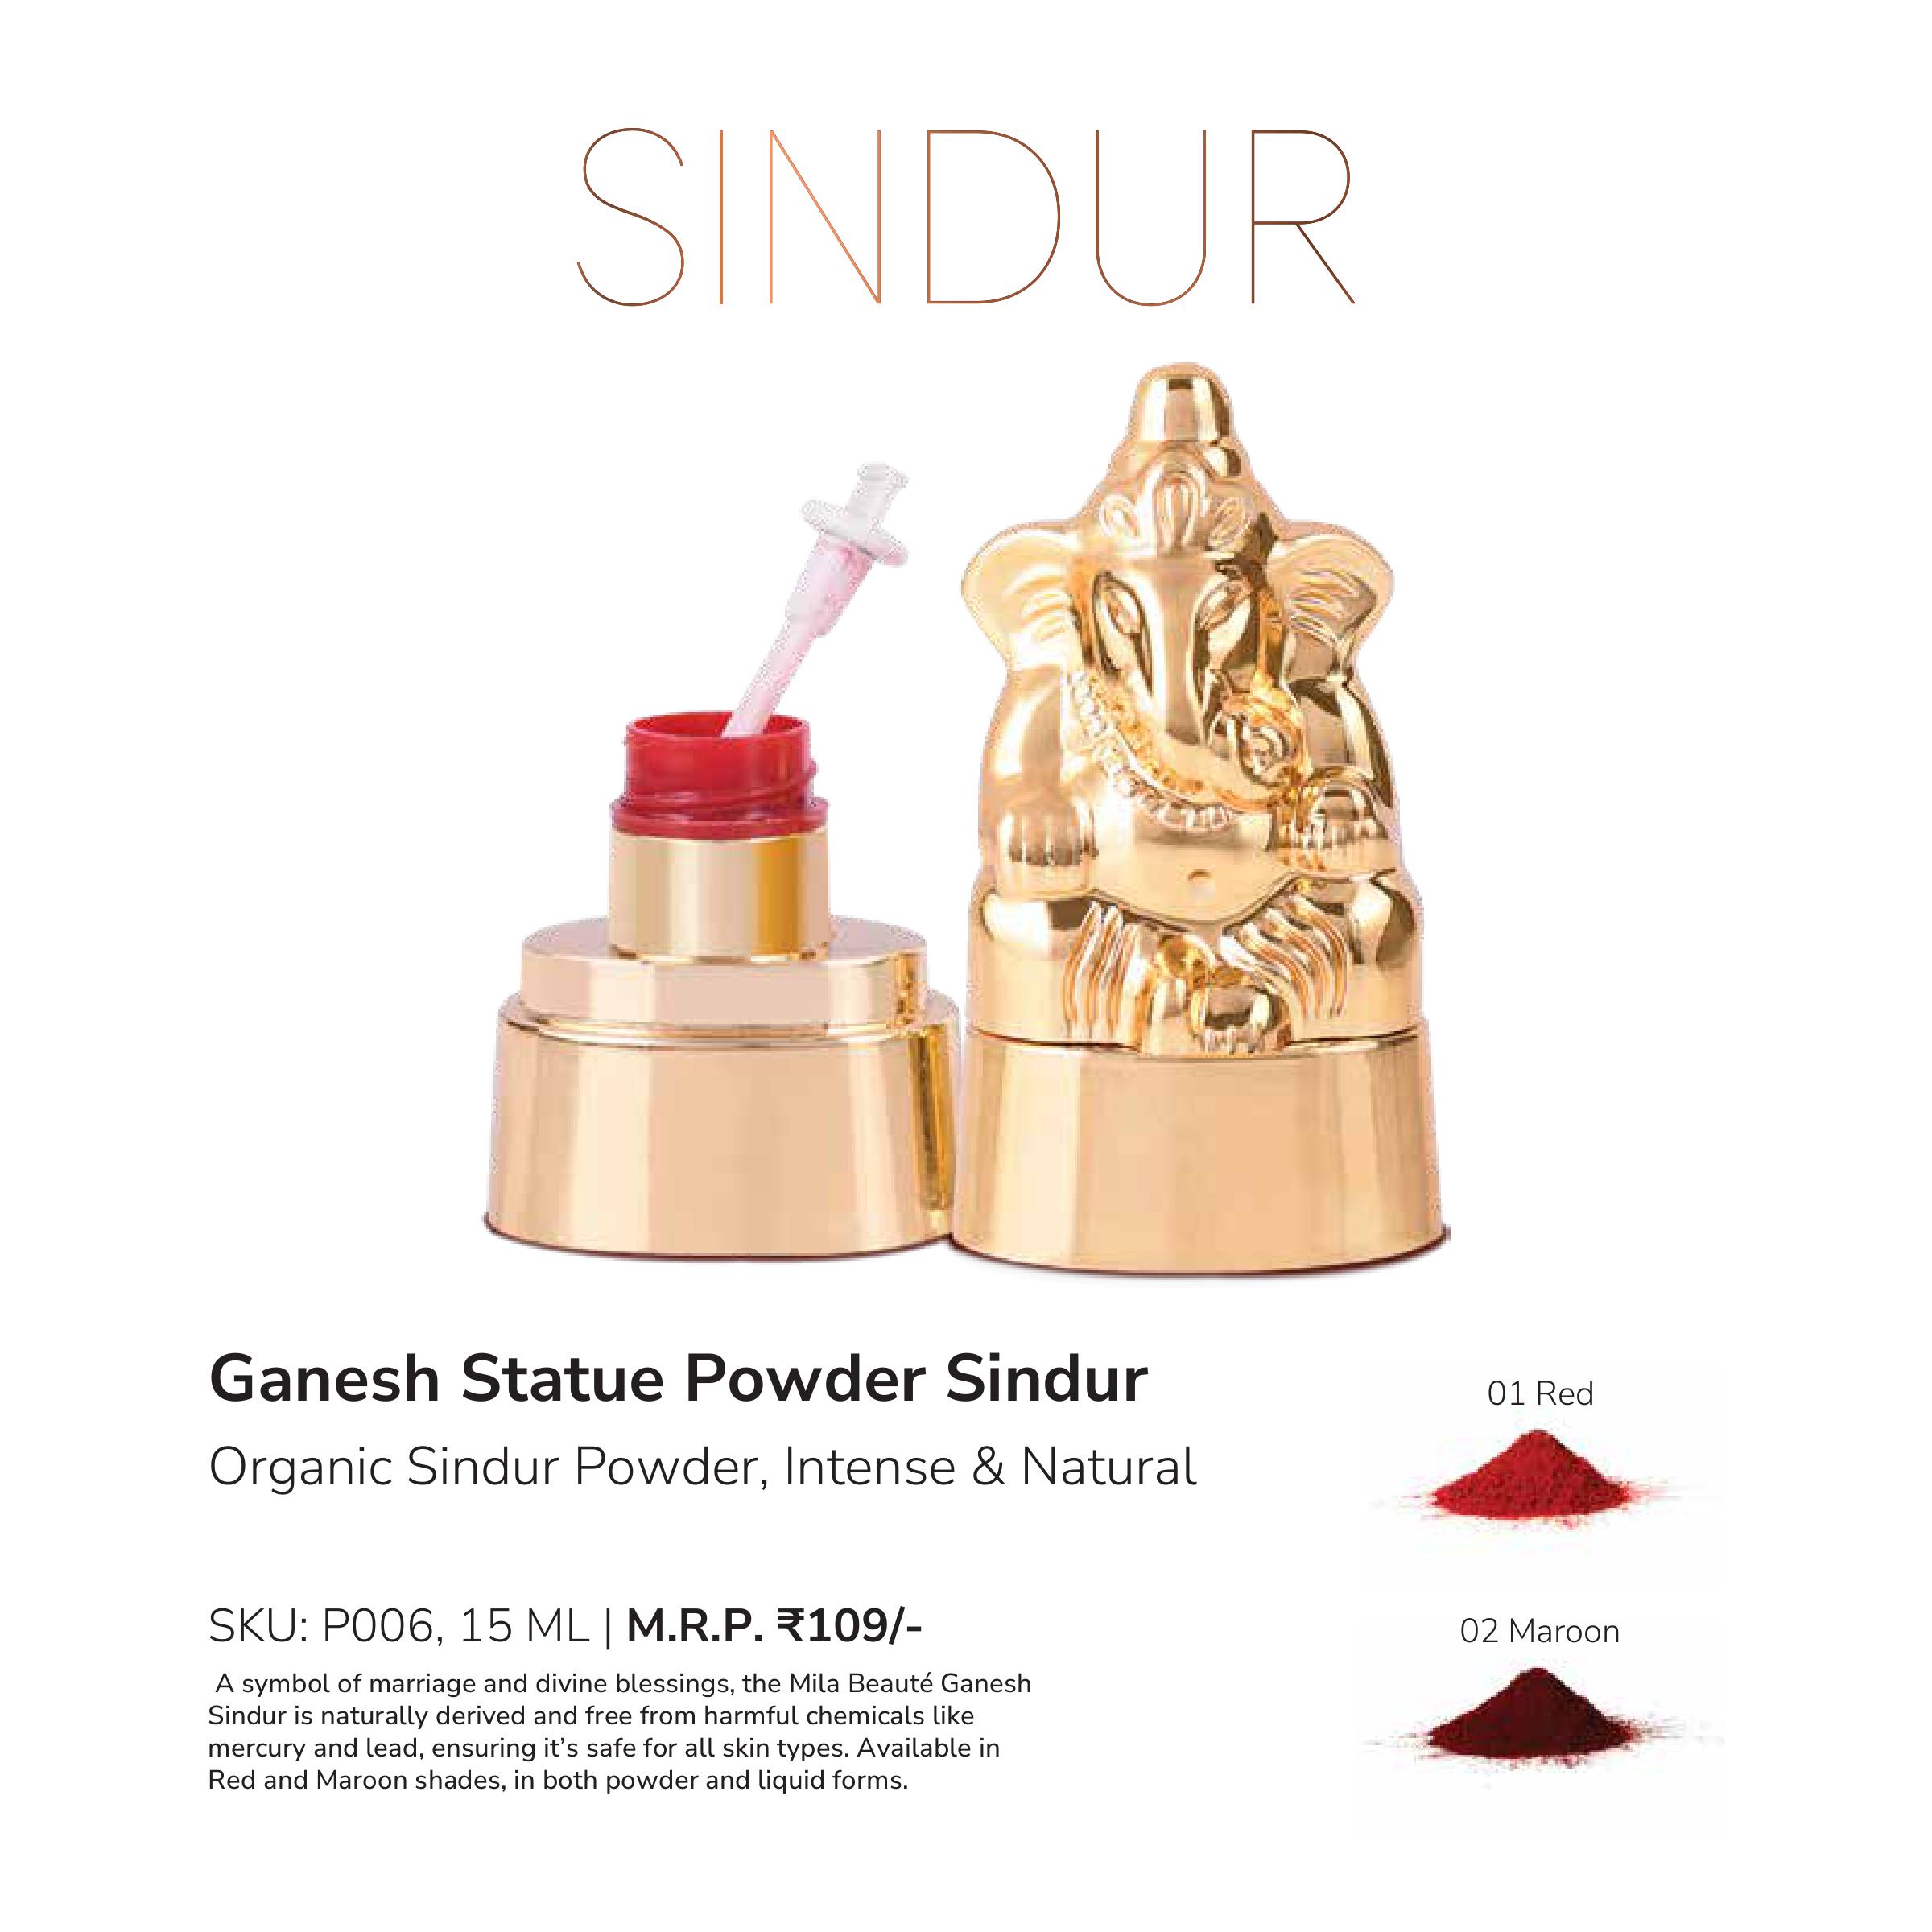 SINDUR
Ganesh Statue Powder Sindur
Organic Sindur Powder, Intense & Natural
01 Red
SKU: P006, 15 ML | M.R.P. ₹109/-
02 Maroon
A symbol of marriage and divine blessings, the Mila Beauté Ganesh
Sindur is naturally derived and free from harmful chemicals like
mercury and lead, ensuring it’s safe for all skin types. Available in
Red and Maroon shades, in both powder and liquid forms.